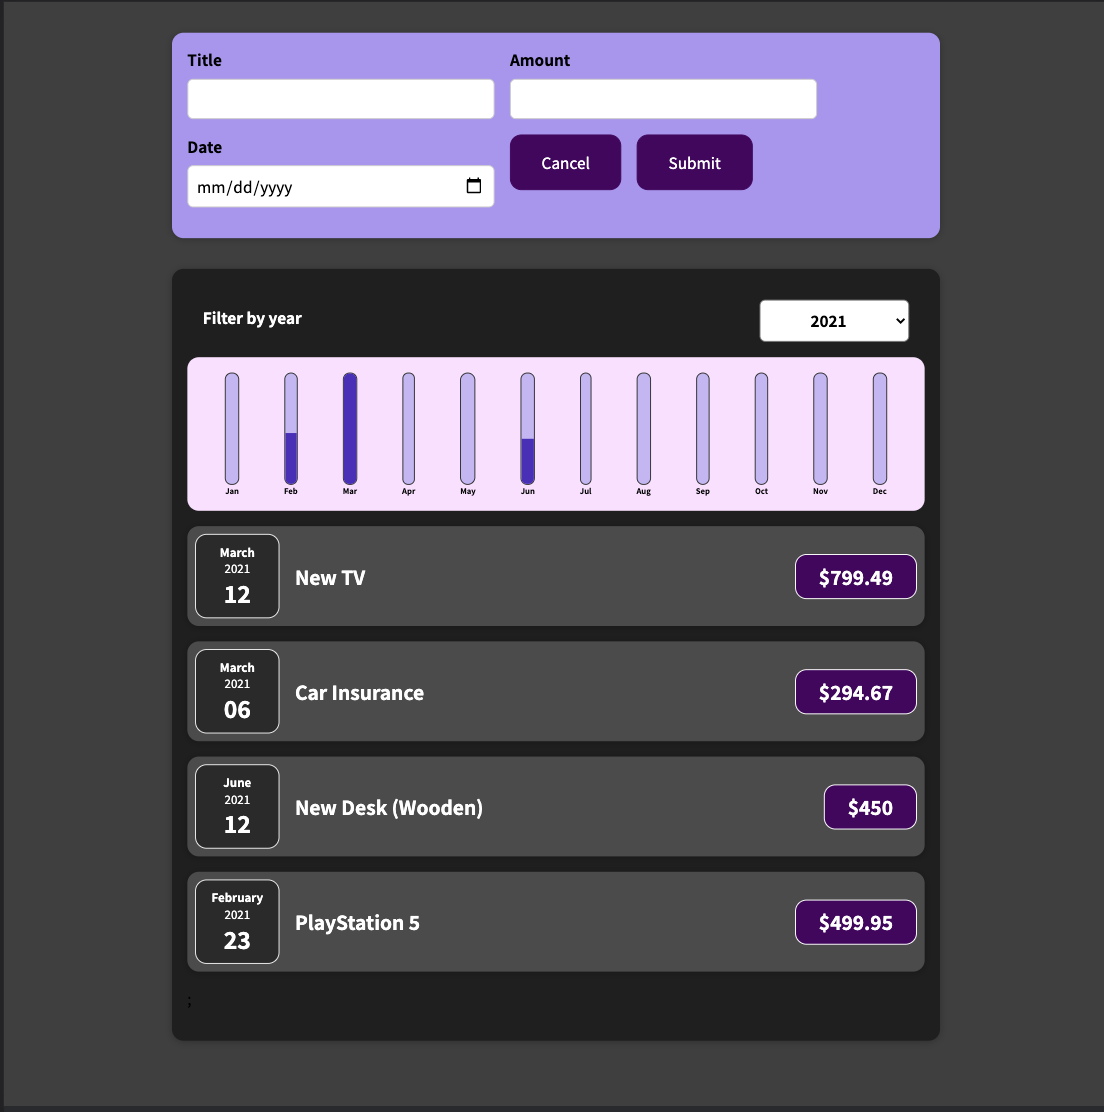 Title
Amount
Date
mm/dd/yyyy
Cancel
Submit
Filter by year
2021
Jan Feb Mar Apr May Jun Jul Aug Sep Oct Nov Dec
March
2021
12
New TV
$799.49
March
2021
06
Car Insurance
$294.67
June
2021
12
New Desk (Wooden)
$450
February
2021
23
PlayStation 5
$499.95
;